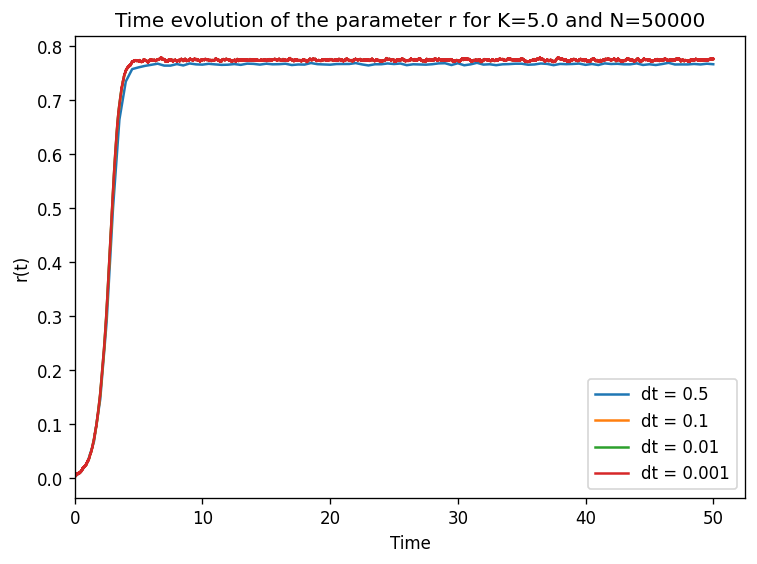 Time evolution of the parameter r for K=5.0 and N=50000
0.8
0.7
0.6
0.5
0.4
0.3
0.2
0.1
0.0
r(t)
dt = 0.5
dt = 0.1
dt = 0.01
dt = 0.001
0 10 20 30 40 50
Time